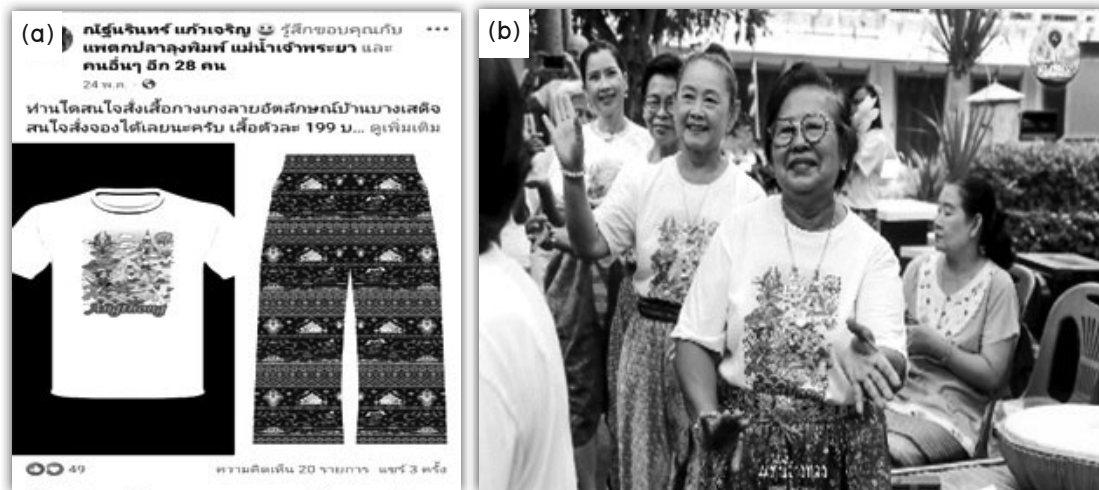 (a)
ณัฐนรินทร์ แก้วเจริญ 😊 รู้สึกขอบคุณกับ
แพตกปลาลุงพิมพ์ แม่น้ำเจ้าพระยา และ
คนอื่นๆ อีก 28 คน
24 พ.ค. ·
ท่านใดสนใจสั่งเสื้อกางเกงลายอัตลักษณ์บ้านบางเสด็จ
สนใจสั่งจองได้เลยนะครับ เสื้อตัวละ 199 บ... ดูเพิ่มเติม
Angthong
49
ความคิดเห็น 20 รายการ แชร์ 3 ครั้ง
(b)